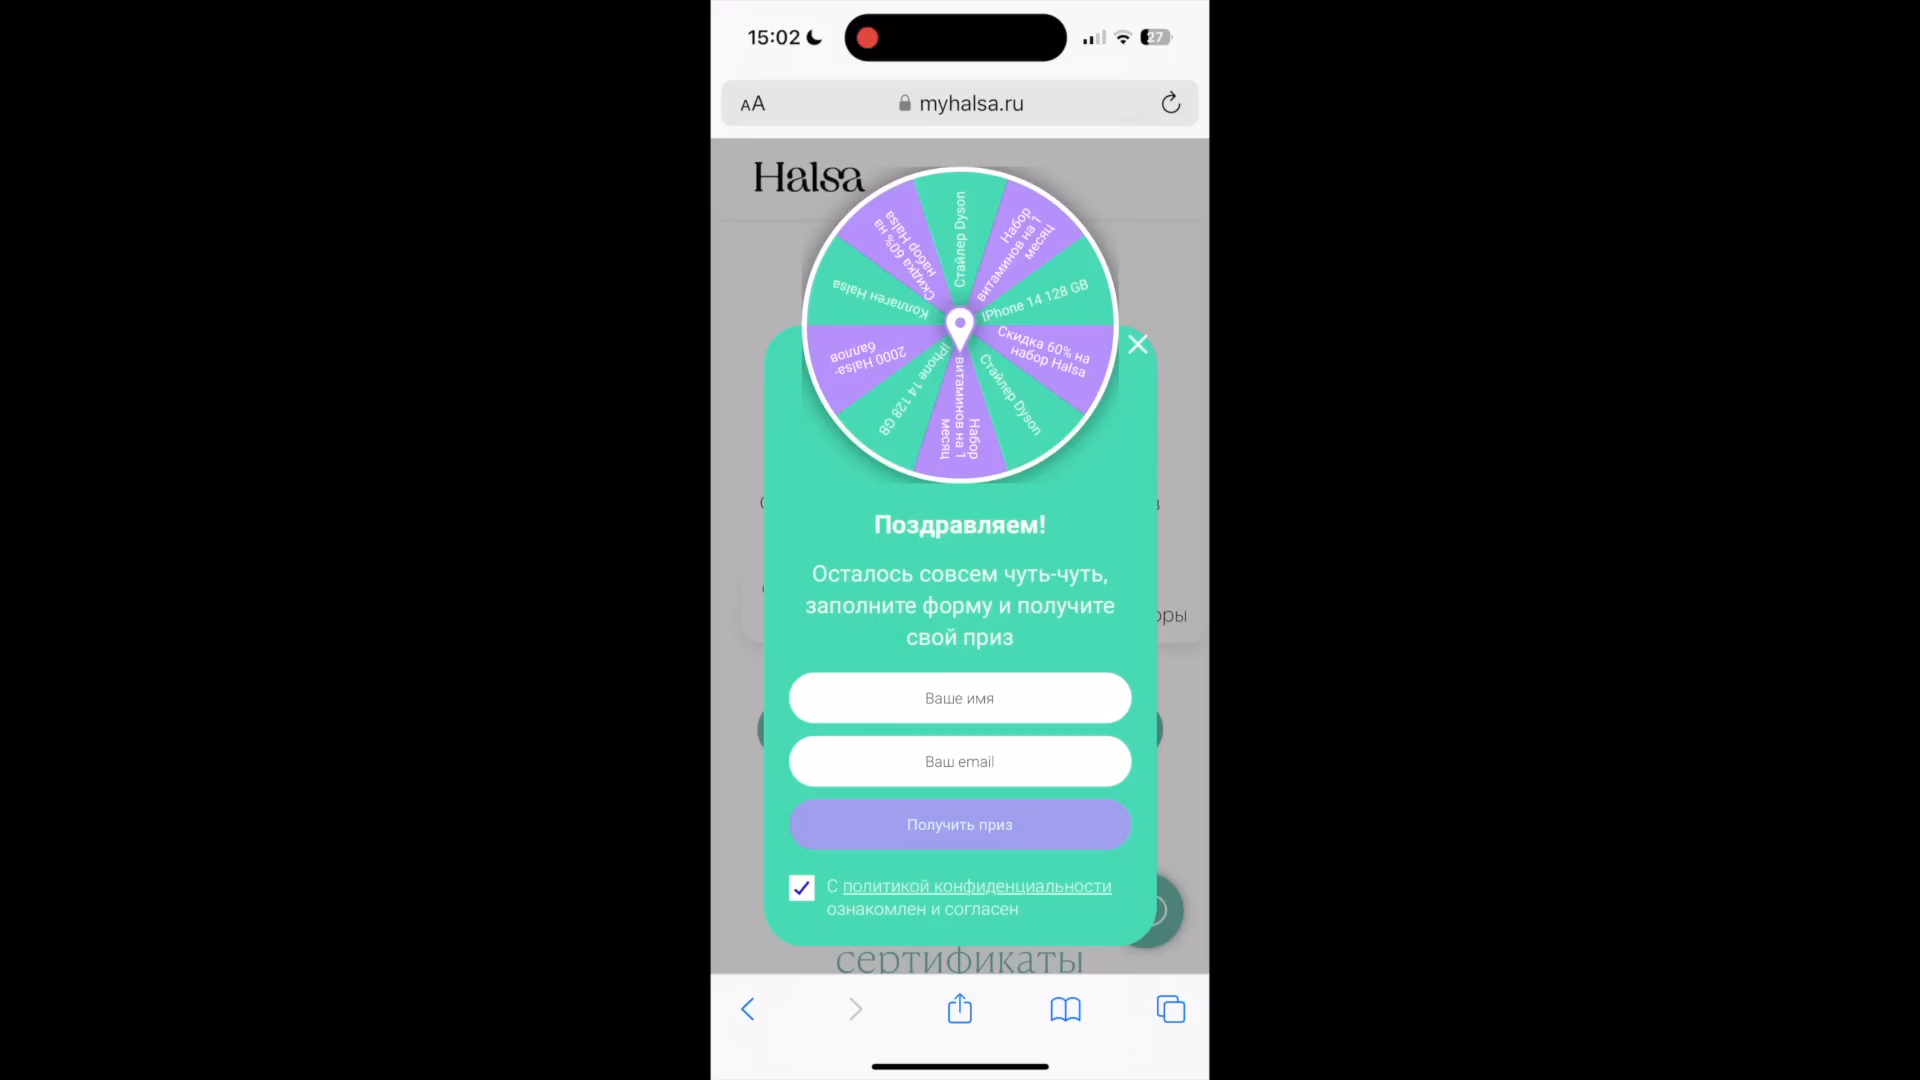 15:02
27
AA
myhalsa.ru
Halsa
Стайлер Dyson
Набор
витаминов на 1
месяц
iPhone 14 128 GB
Скидка 60% на
набор Halsa
Стайлер Dyson
Набор
витаминов на 1
месяц
iPhone 14 128 GB
2000 Halsa-
баллов
Коллаген Halsa
Скидка 60% на
набор Halsa
Поздравляем!
Осталось совсем чуть-чуть,
заполните форму и получите
свой приз
оры
Ваше имя
Ваш email
Получить приз
С политикой конфиденциальности
ознакомлен и согласен
сертификаты